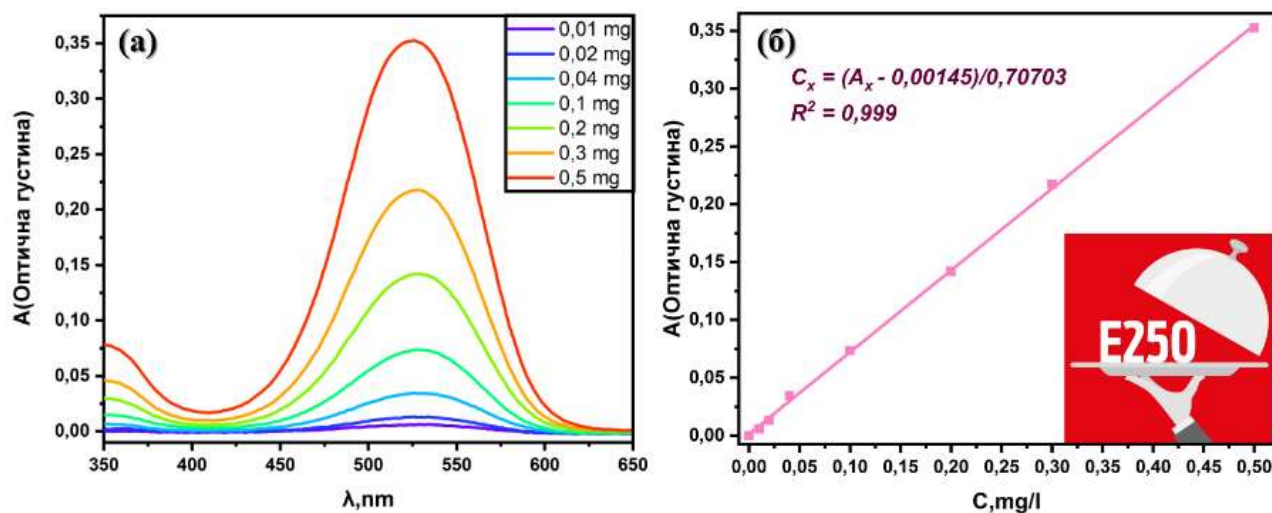 (а)
0,01 mg
0,02 mg
0,04 mg
0,1 mg
0,2 mg
0,3 mg
0,5 mg
A(Оптична густина)
0,35
0,30
0,25
0,20
0,15
0,10
0,05
0,00
350 400 450 500 550 600 650
λ,nm
(б)
Cx = (Ax - 0,00145)/0,70703
R² = 0,999
A(Оптична густина)
0,35
0,30
0,25
0,20
0,15
0,10
0,05
0,00
0,00 0,05 0,10 0,15 0,20 0,25 0,30 0,35 0,40 0,45 0,50
C,mg/l
E250